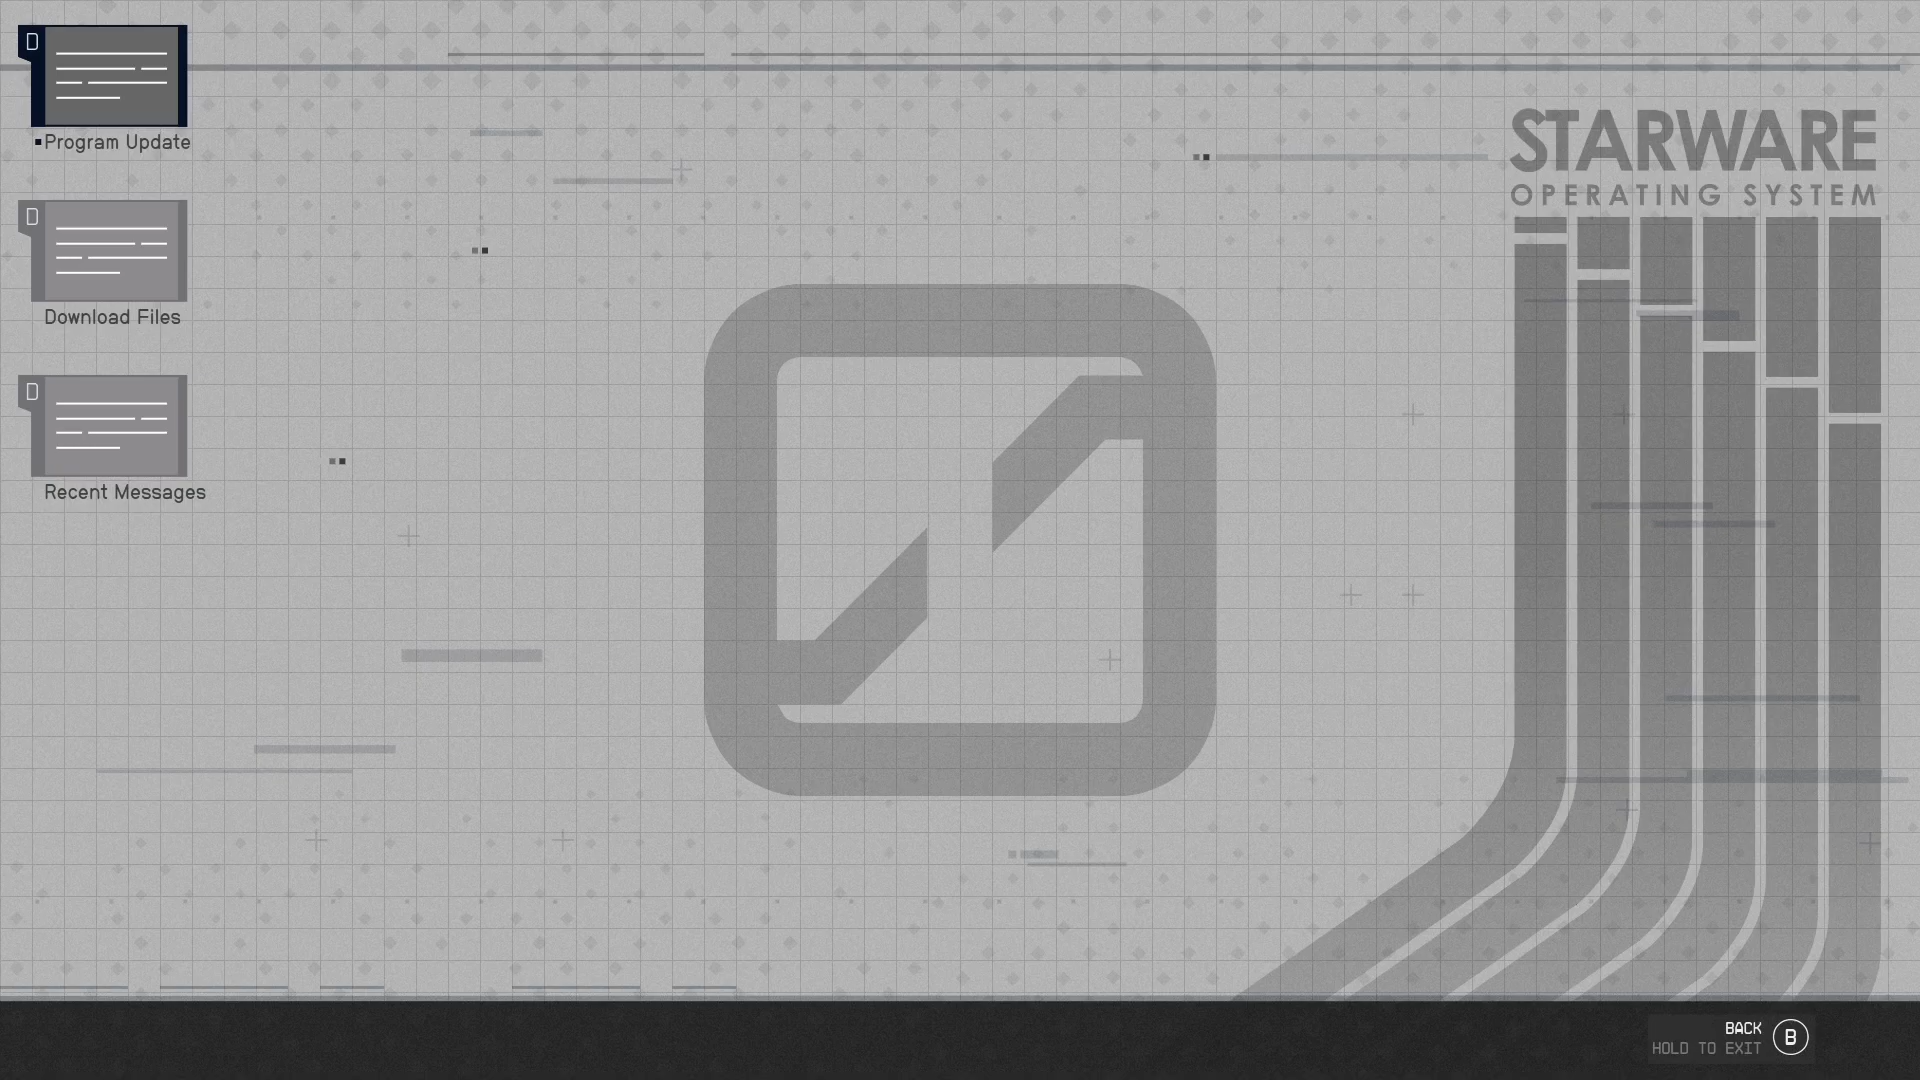 Program Update
Download Files
Recent Messages
STARWARE
OPERATING SYSTEM
BACK
HOLD TO EXIT
B